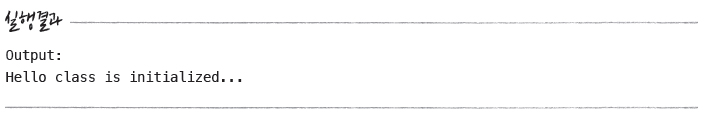 실행결과
Output:
Hello class is initialized...